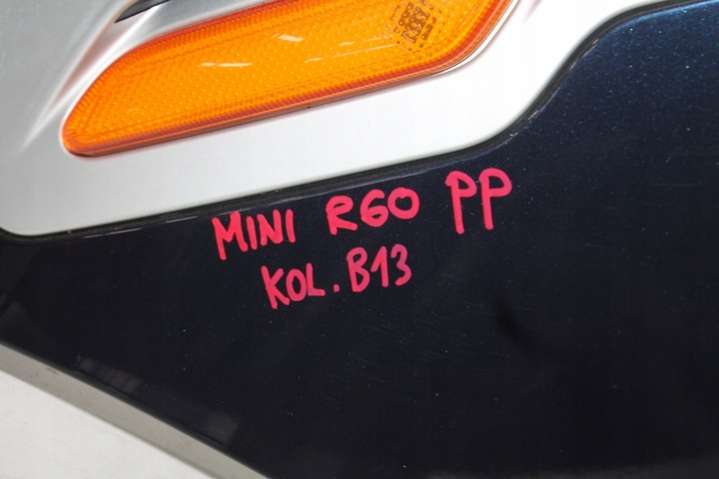 MINI R60 PP
KOL. B13